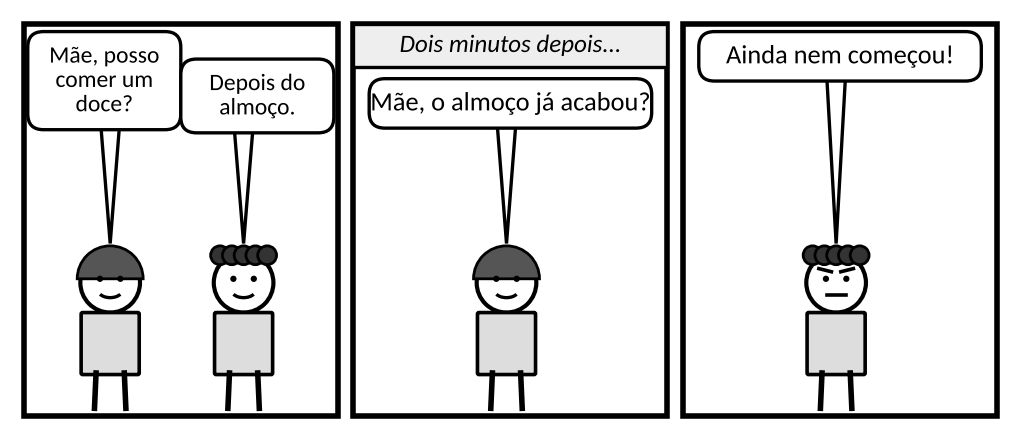 Mãe, posso
comer um
doce?
Depois do
almoço.
Dois minutos depois...
Mãe, o almoço já acabou?
Ainda nem começou!